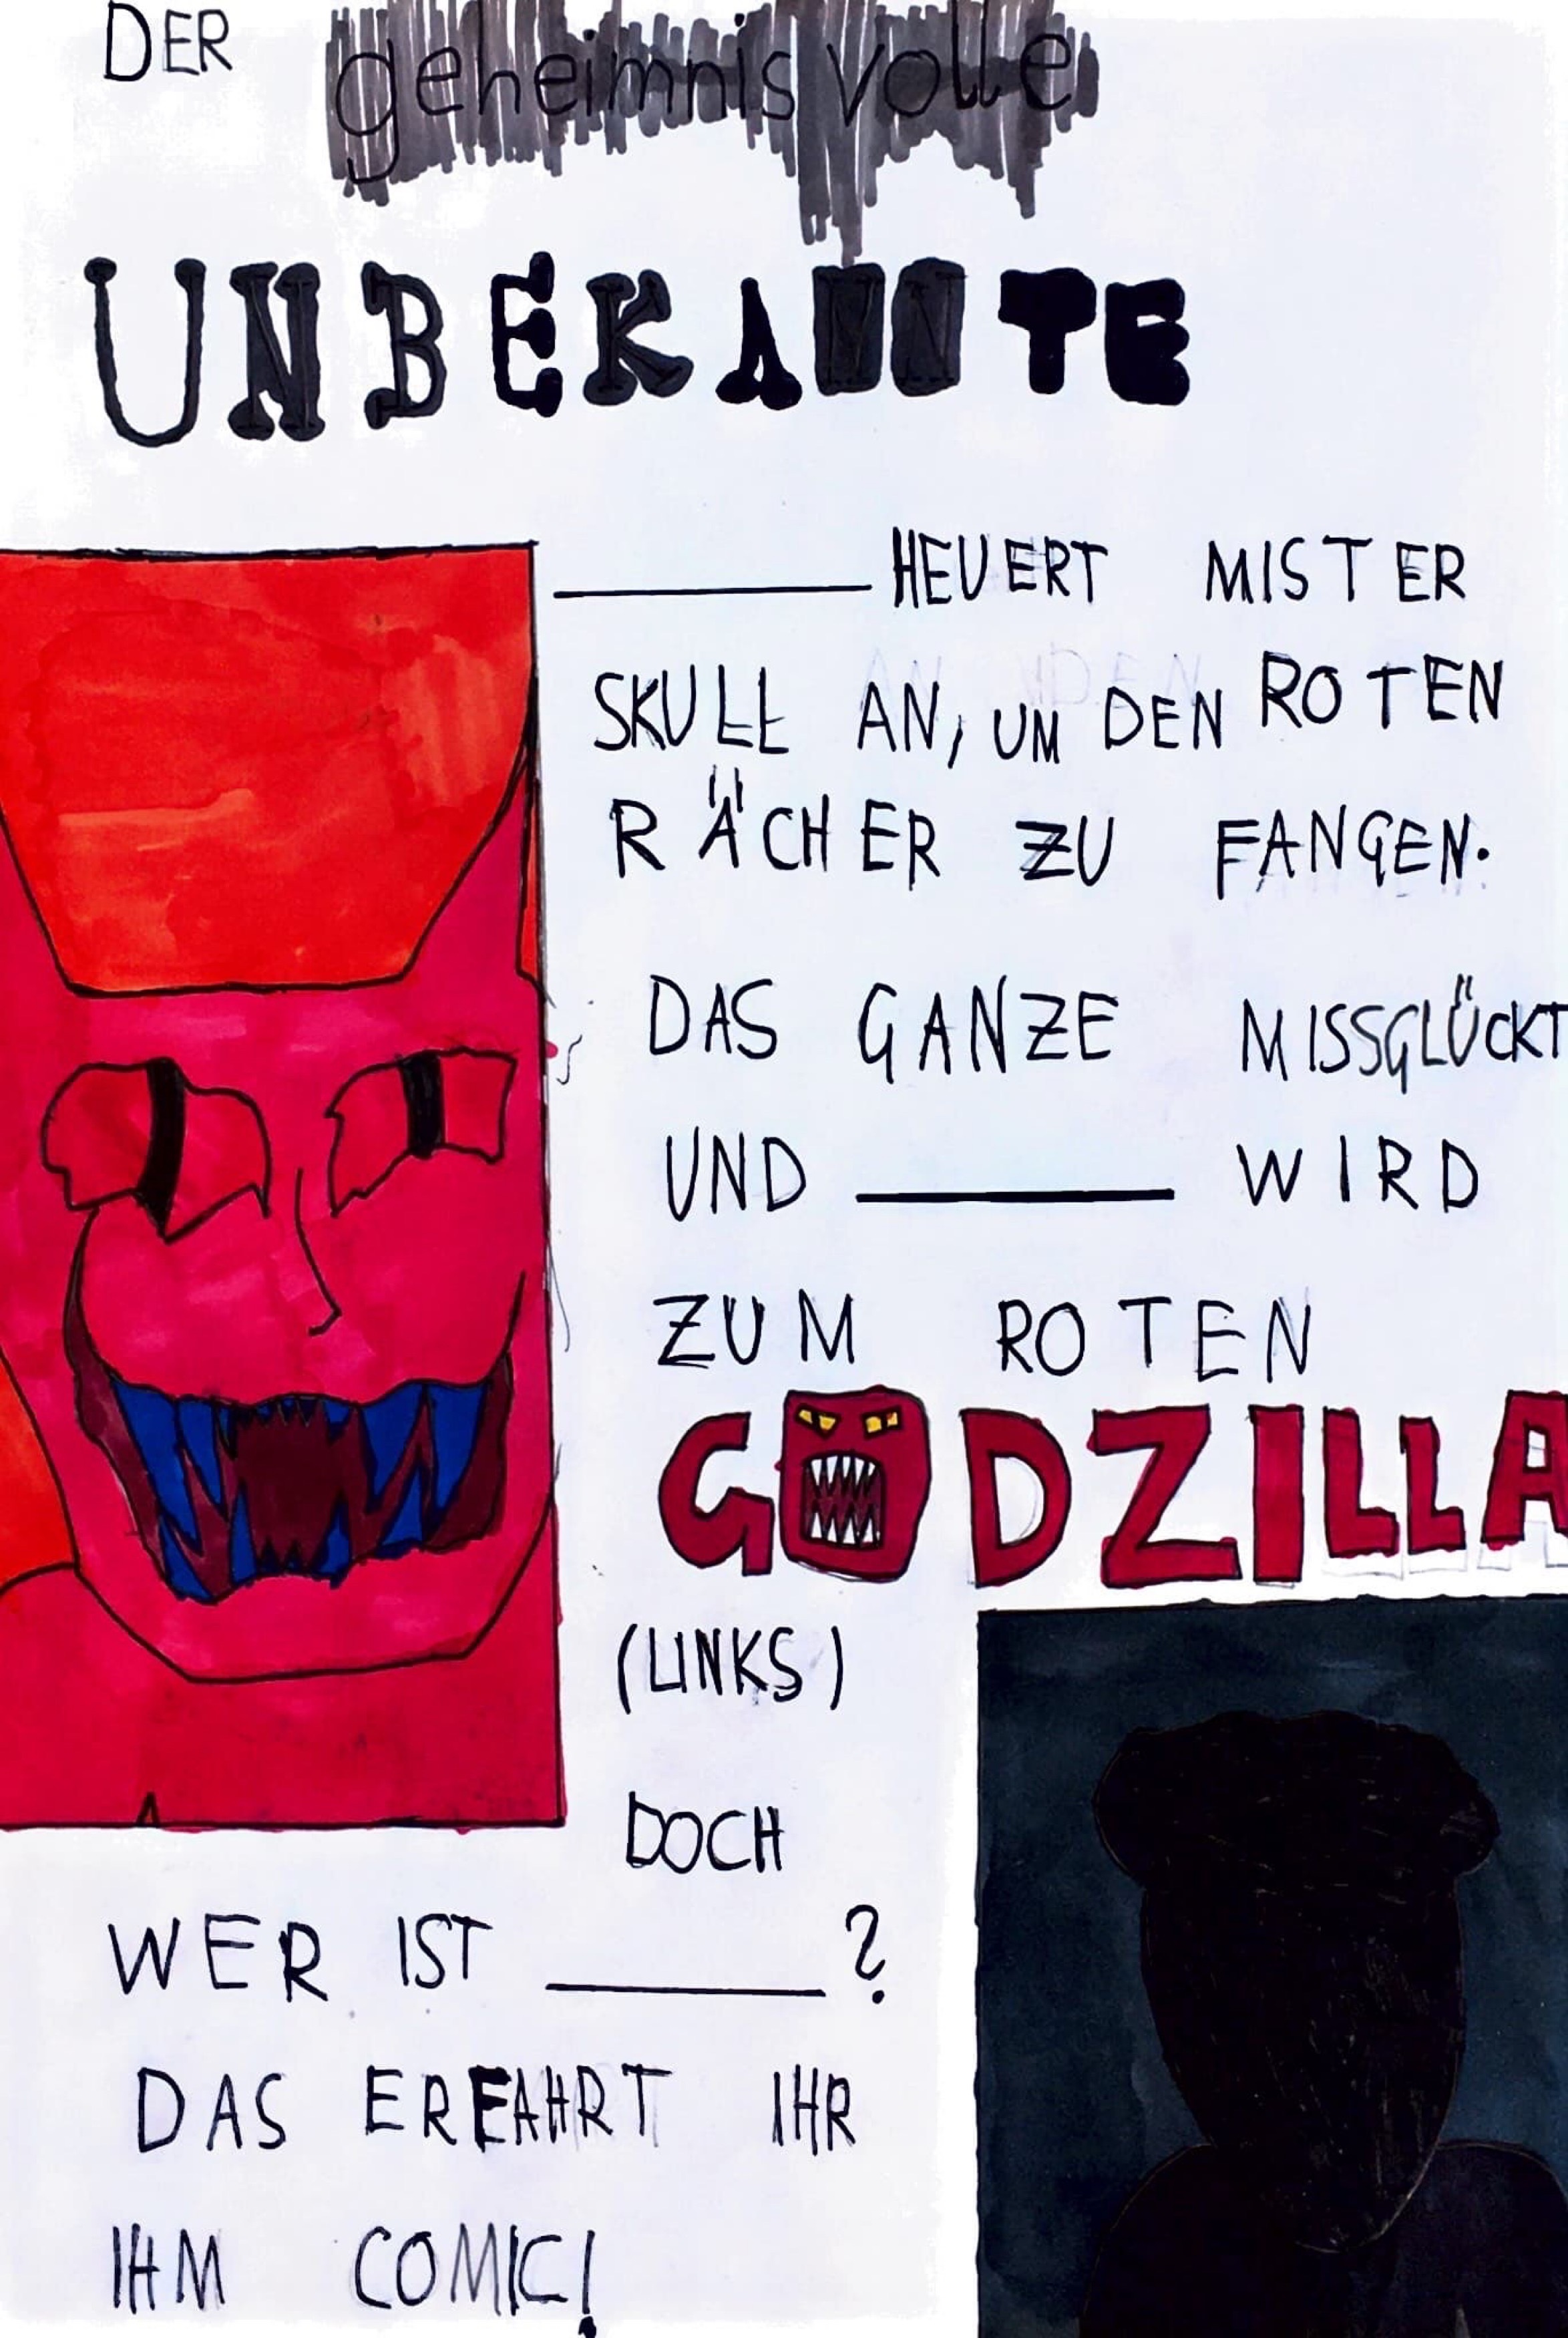 DER geheimnisvolle
UNBEKANNTE
_______ HEUERT MISTER
SKULL AN, UM DEN ROTEN
RÄCHER ZU FANGEN.
DAS GANZE MISSGLÜCKT
UND _______ WIRD
ZUM ROTEN
GODZILLA
(LINKS)
DOCH
WER IST _______ ?
DAS ERFAHRT IHR
IHM COMIC!